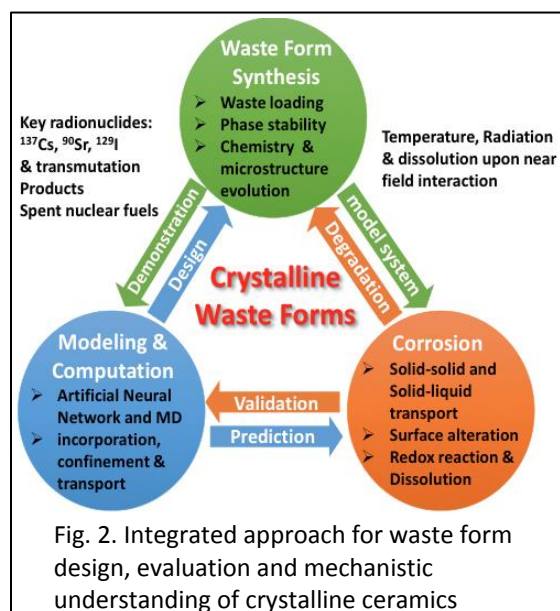 Waste Form
Synthesis
➢ Waste loading
➢ Phase stability
➢ Chemistry &
microstructure
evolution
Key radionuclides:
¹³⁷Cs, ⁹⁰Sr, ¹²⁹I
& transmutation
Products
Spent nuclear fuels
Temperature, Radiation
& dissolution upon near
field interaction
Demonstration
Design
model system
Degradation
Crystalline
Waste Forms
Modeling &
Computation
➢ Artificial Neural
Network and MD
➢ incorporation,
confinement &
transport
Validation
Prediction
Corrosion
➢ Solid-solid and
Solid-liquid
transport
➢ Surface alteration
➢ Redox reaction &
Dissolution
Fig. 2. Integrated approach for waste form
design, evaluation and mechanistic
understanding of crystalline ceramics